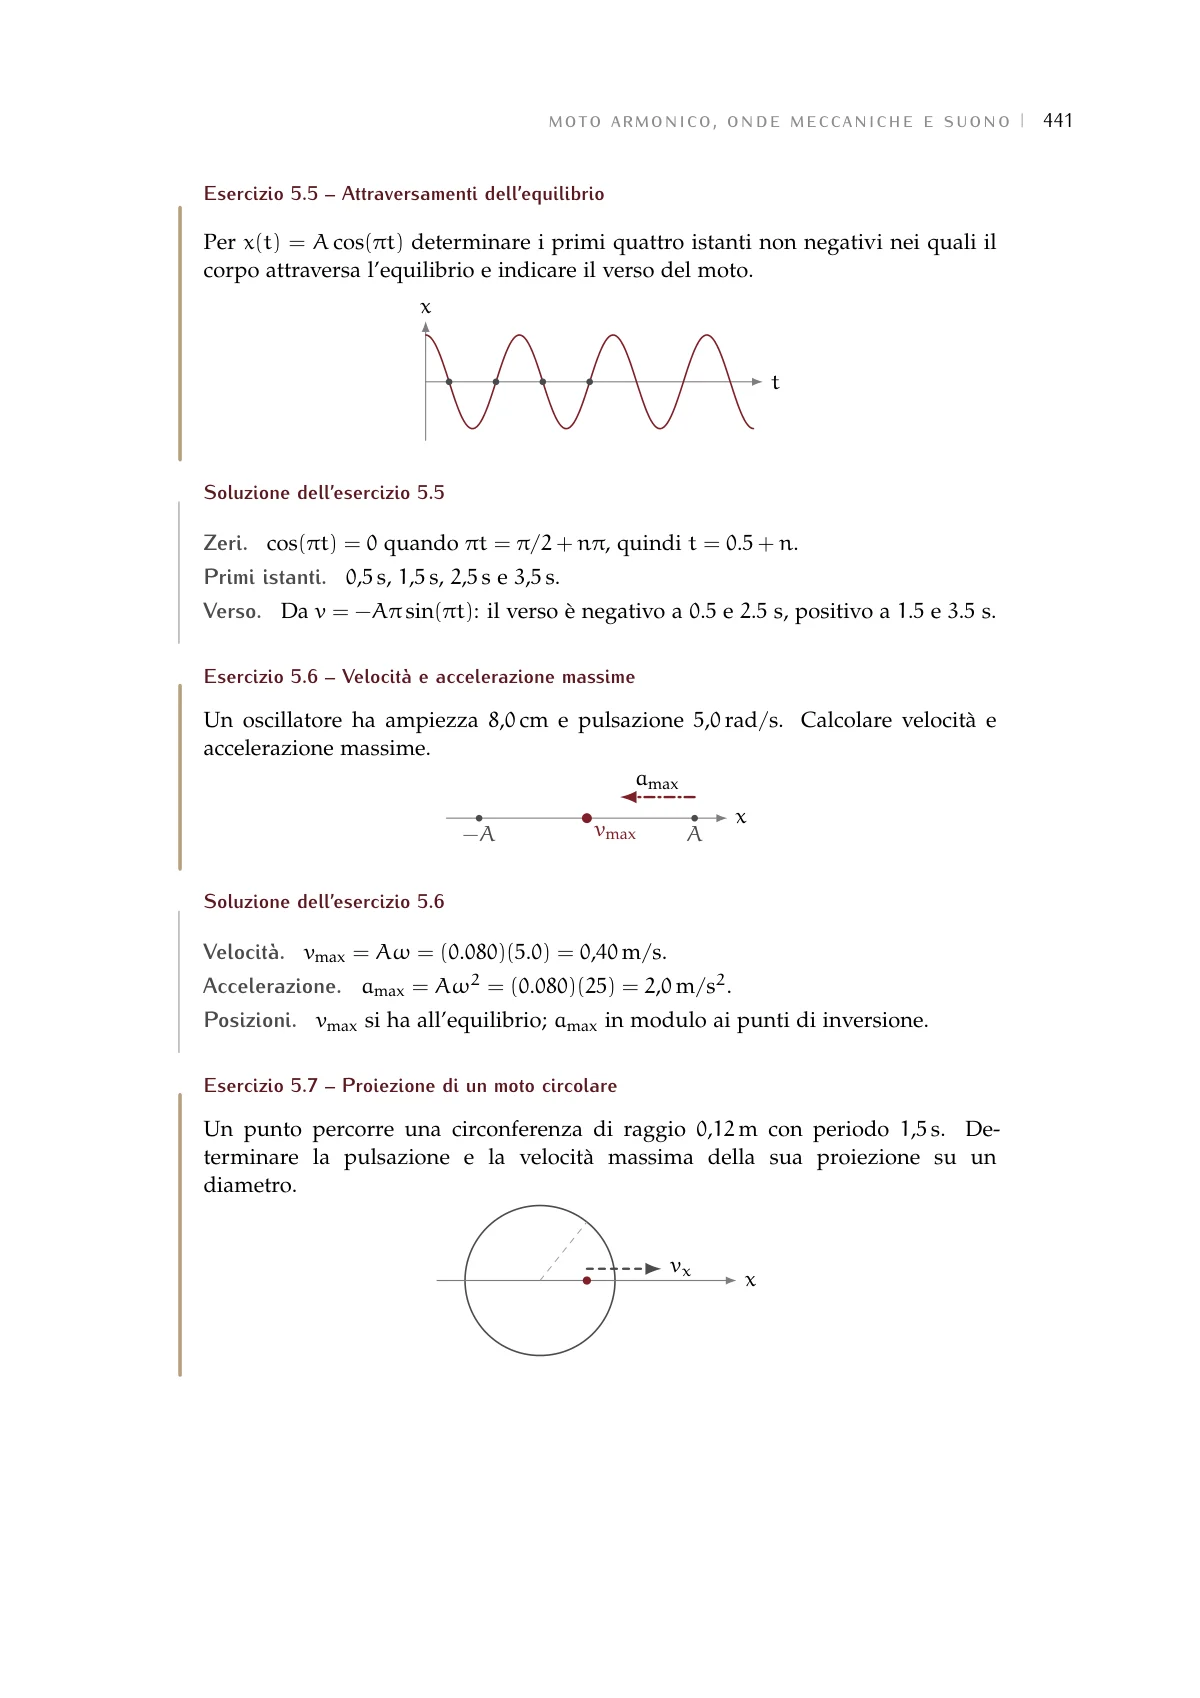 MOTO ARMONICO, ONDE MECCANICHE E SUONO | 441
Esercizio 5.5 – Attraversamenti dell'equilibrio
Per x(t) = A cos(πt) determinare i primi quattro istanti non negativi nei quali il
corpo attraversa l'equilibrio e indicare il verso del moto.
x
t
Soluzione dell'esercizio 5.5
Zeri. cos(πt) = 0 quando πt = π/2 + nπ, quindi t = 0.5 + n.
Primi istanti. 0,5 s, 1,5 s, 2,5 s e 3,5 s.
Verso. Da v = −Aπ sin(πt): il verso è negativo a 0.5 e 2.5 s, positivo a 1.5 e 3.5 s.
Esercizio 5.6 – Velocità e accelerazione massime
Un oscillatore ha ampiezza 8,0 cm e pulsazione 5,0 rad/s. Calcolare velocità e
accelerazione massime.
a_max
x
−A v_max A
Soluzione dell'esercizio 5.6
Velocità. v_max = Aω = (0.080)(5.0) = 0,40 m/s.
Accelerazione. a_max = Aω² = (0.080)(25) = 2,0 m/s².
Posizioni. v_max si ha all'equilibrio; a_max in modulo ai punti di inversione.
Esercizio 5.7 – Proiezione di un moto circolare
Un punto percorre una circonferenza di raggio 0,12 m con periodo 1,5 s. De-
terminare la pulsazione e la velocità massima della sua proiezione su un
diametro.
v_x
x